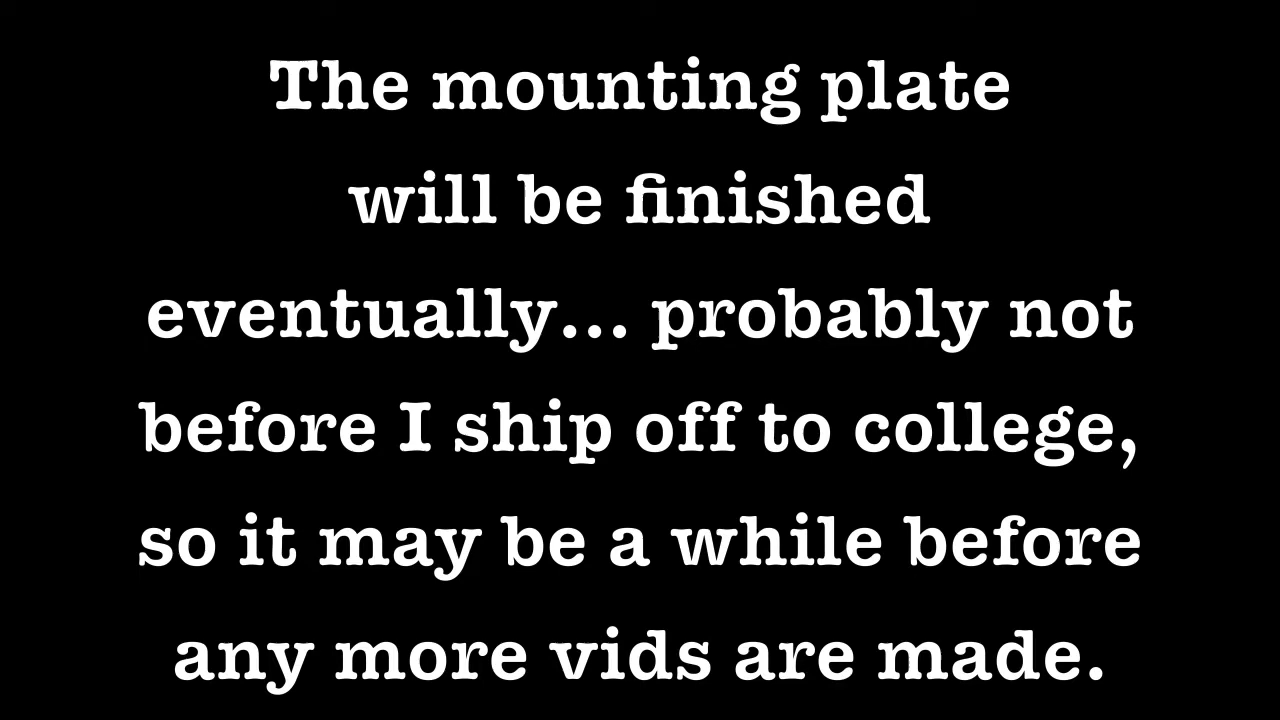 The mounting plate
will be finished
eventually... probably not
before I ship off to college,
so it may be a while before
any more vids are made.